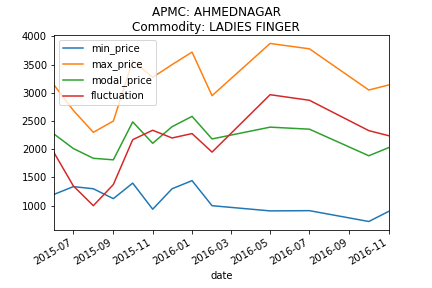 APMC: AHMEDNAGAR
Commodity: LADIES FINGER
4000
3500
3000
2500
2000
1500
1000
min_price
max_price
modal_price
fluctuation
2015-07
2015-09
2015-11
2016-01
2016-03
2016-05
2016-07
2016-09
2016-11
date